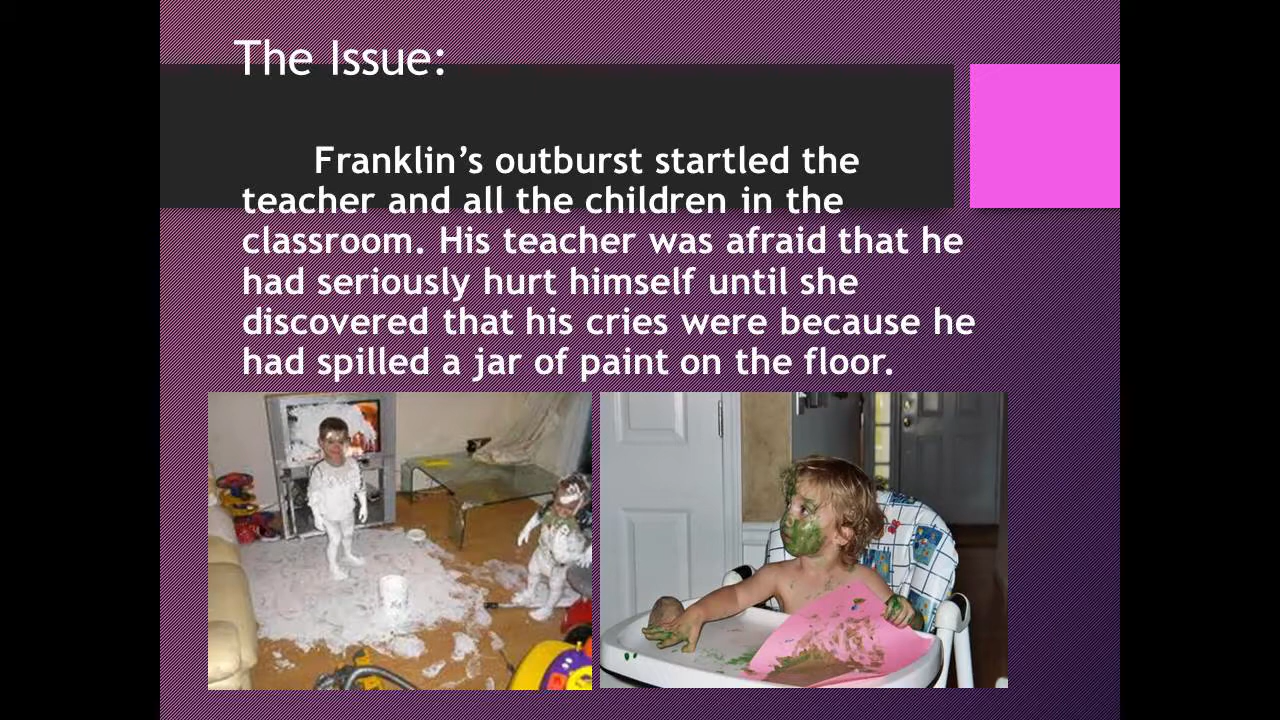 The Issue:
Franklin’s outburst startled the
teacher and all the children in the
classroom. His teacher was afraid that he
had seriously hurt himself until she
discovered that his cries were because he
had spilled a jar of paint on the floor.